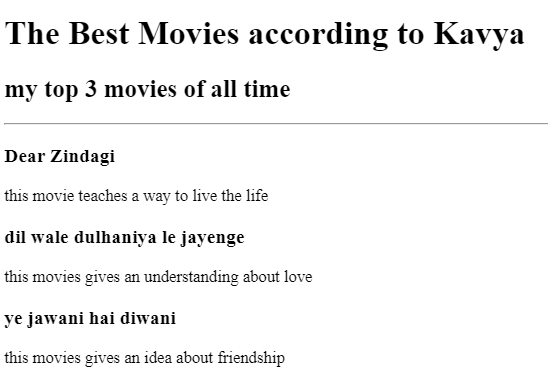 The Best Movies according to Kavya
my top 3 movies of all time
Dear Zindagi
this movie teaches a way to live the life
dil wale dulhaniya le jayenge
this movies gives an understanding about love
ye jawani hai diwani
this movies gives an idea about friendship